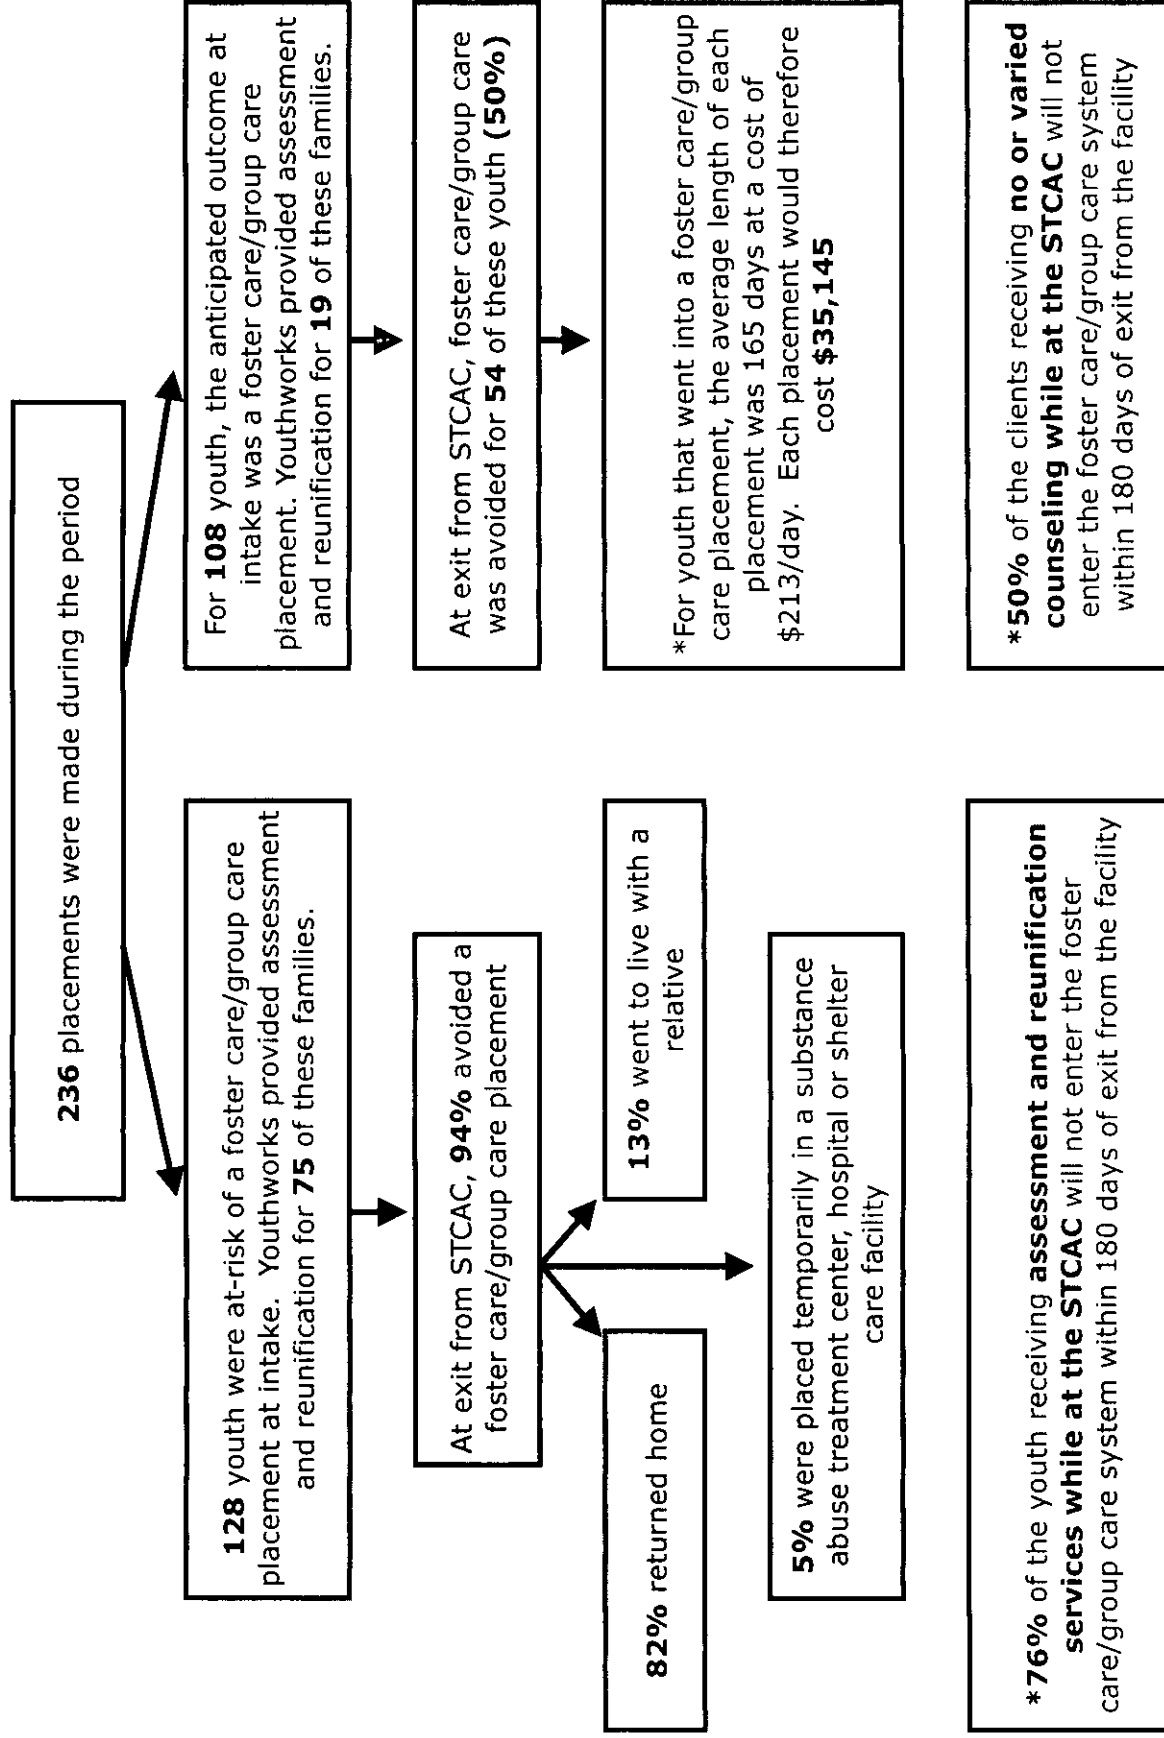 236 placements were made during the period
128 youth were at-risk of a foster care/group care
placement at intake. Youthworks provided assessment
and reunification for 75 of these families.
For 108 youth, the anticipated outcome at
intake was a foster care/group care
placement. Youthworks provided assessment
and reunification for 19 of these families.
At exit from STCAC, 94% avoided a
foster care/group care placement
At exit from STCAC, foster care/group care
was avoided for 54 of these youth (50%)
82% returned home
13% went to live with a
relative
5% were placed temporarily in a substance
abuse treatment center, hospital or shelter
care facility
*For youth that went into a foster care/group
care placement, the average length of each
placement was 165 days at a cost of
$213/day. Each placement would therefore
cost $35,145
*76% of the youth receiving assessment and reunification
services while at the STCAC will not enter the foster
care/group care system within 180 days of exit from the facility
*50% of the clients receiving no or varied
counseling while at the STCAC will not
enter the foster care/group care system
within 180 days of exit from the facility